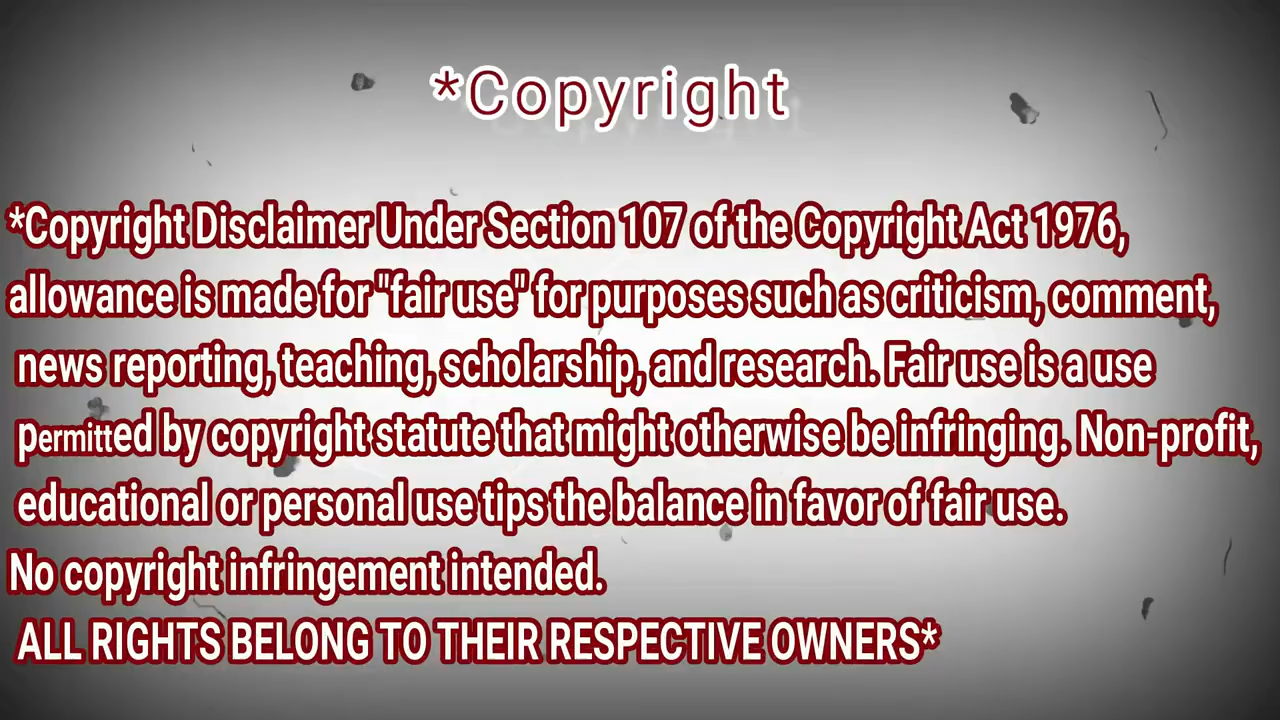 *Copyright
*Copyright Disclaimer Under Section 107 of the Copyright Act 1976,
allowance is made for "fair use" for purposes such as criticism, comment,
news reporting, teaching, scholarship, and research. Fair use is a use
permitted by copyright statute that might otherwise be infringing. Non-profit,
educational or personal use tips the balance in favor of fair use.
No copyright infringement intended.
ALL RIGHTS BELONG TO THEIR RESPECTIVE OWNERS*